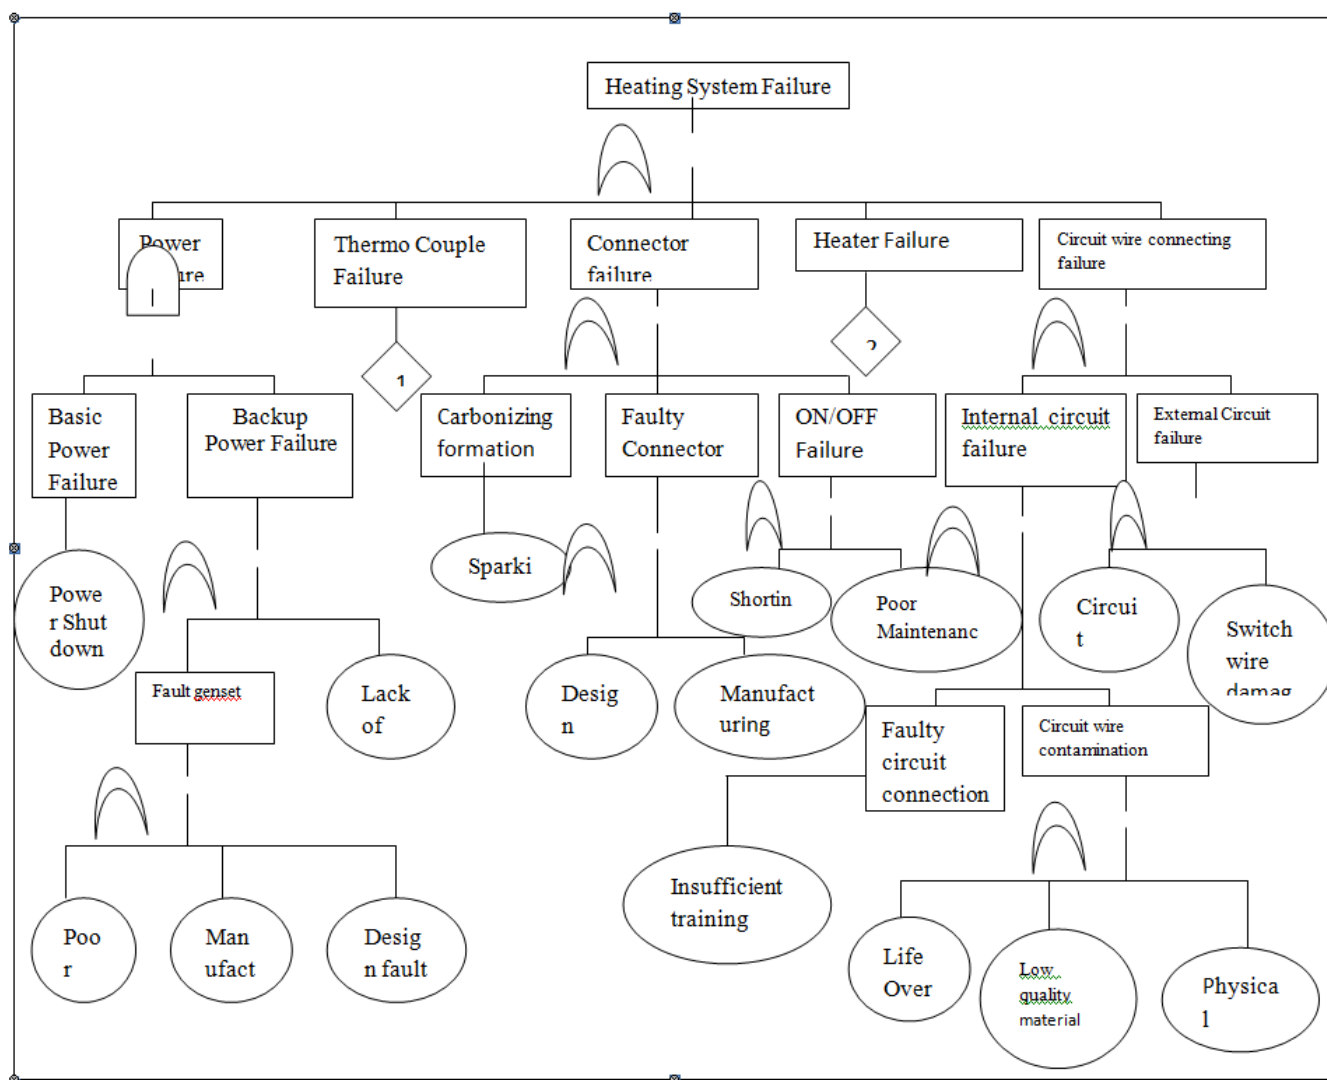 Heating System Failure
Power
Thermo Couple
Failure
Connector
failure
Heater Failure
Circuit wire connecting
failure
1
2
Basic
Power
Failure
Backup
Power Failure
Carbonizing
formation
Faulty
Connector
ON/OFF
Failure
Internal circuit
failure
External Circuit
failure
Powe
r Shut
down
Sparki
Shortin
Poor
Maintenanc
Circui
t
Switch
wire
damag
Fault genset
Lack
of
Desig
n
Manufact
uring
Faulty
circuit
connection
Circuit wire
contamination
Insufficient
training
Poo
r
Man
ufact
Desig
n fault
Life
Over
Low
quality
material
Physica
l